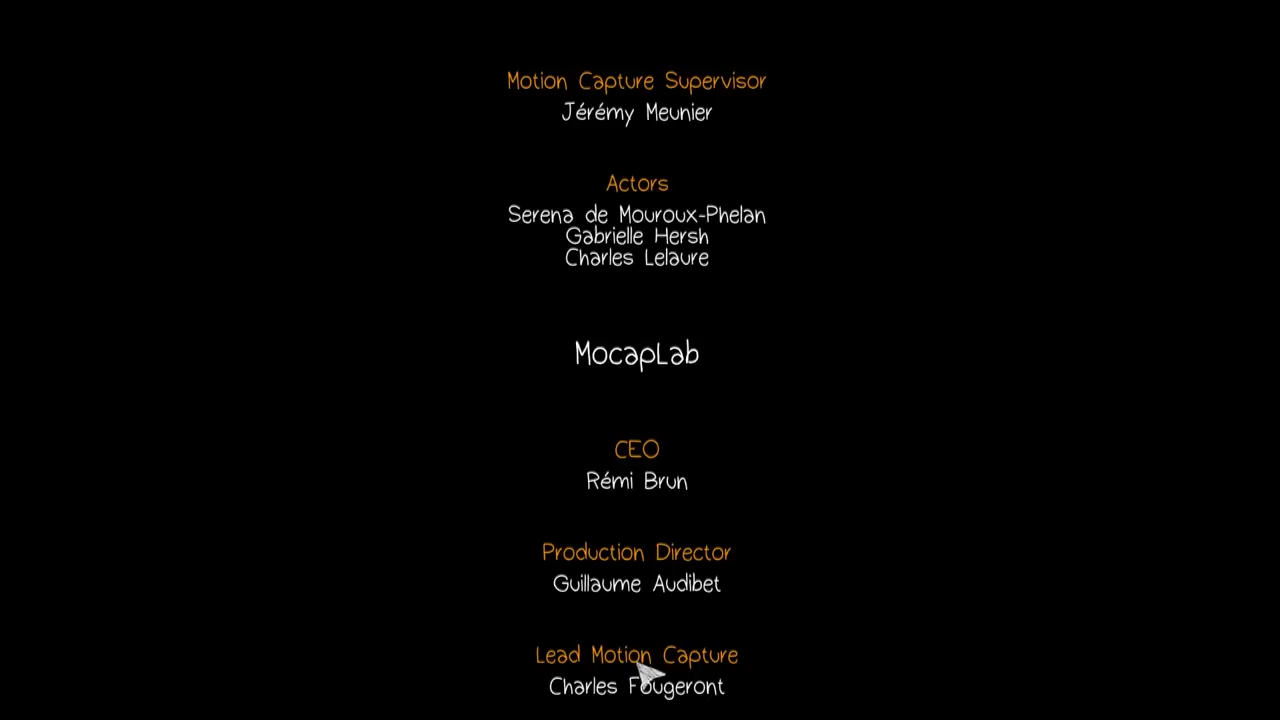 Motion Capture Supervisor
Jérémy Meunier
Actors
Serena de Mouroux-Phelan
Gabrielle Hersh
Charles Lelaure
MocapLab
CEO
Rémi Brun
Production Director
Guillaume Audibet
Lead Motion Capture
Charles Fougeront